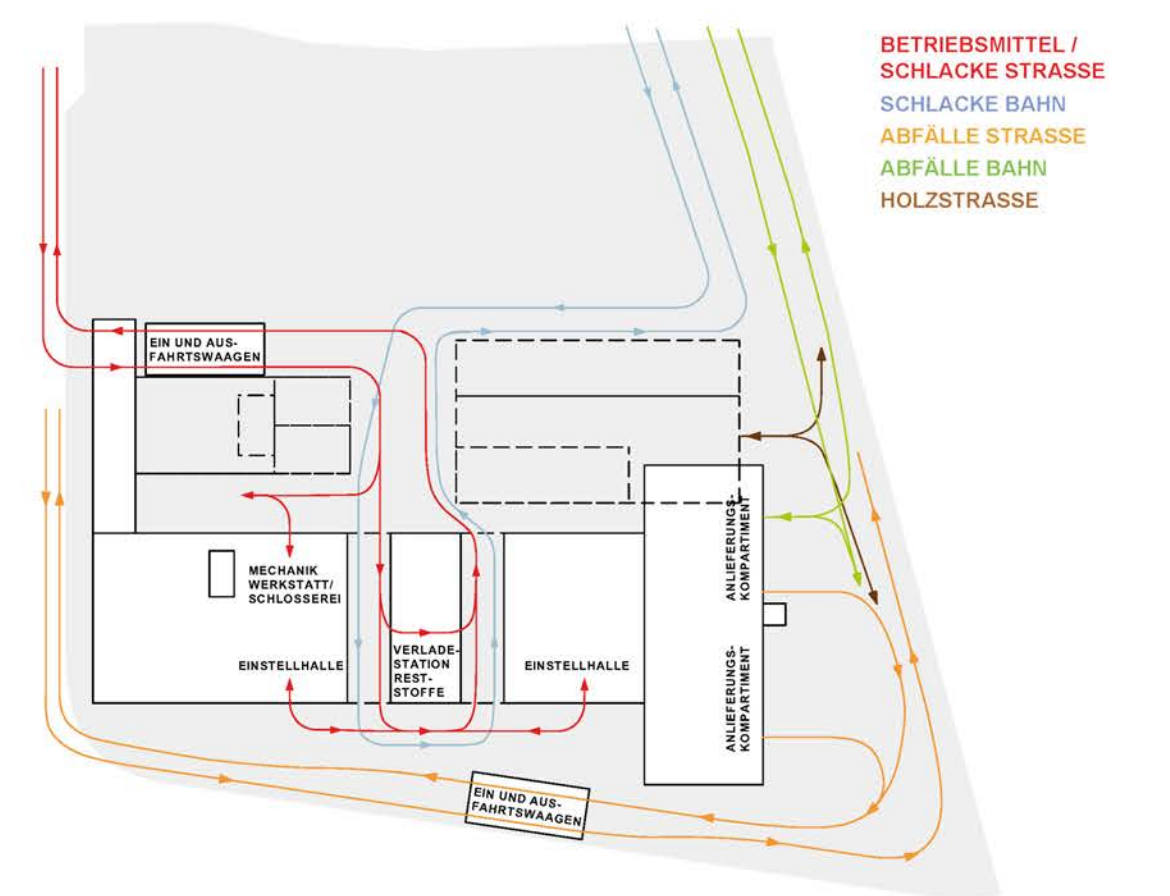 BETRIEBSMITTEL /
SCHLACKE STRASSE
SCHLACKE BAHN
ABFÄLLE STRASSE
ABFÄLLE BAHN
HOLZSTRASSE
EIN UND AUS-
FAHRTSWAAGEN
ANLIEFERUNGS-
KOMPARTIMENT
MECHANIK
WERKSTATT/
SCHLOSSEREI
EINSTELLHALLE
VERLADE-
STATION
REST-
STOFFE
EINSTELLHALLE
ANLIEFERUNGS-
KOMPARTIMENT
EIN UND AUS-
FAHRTSWAAGEN